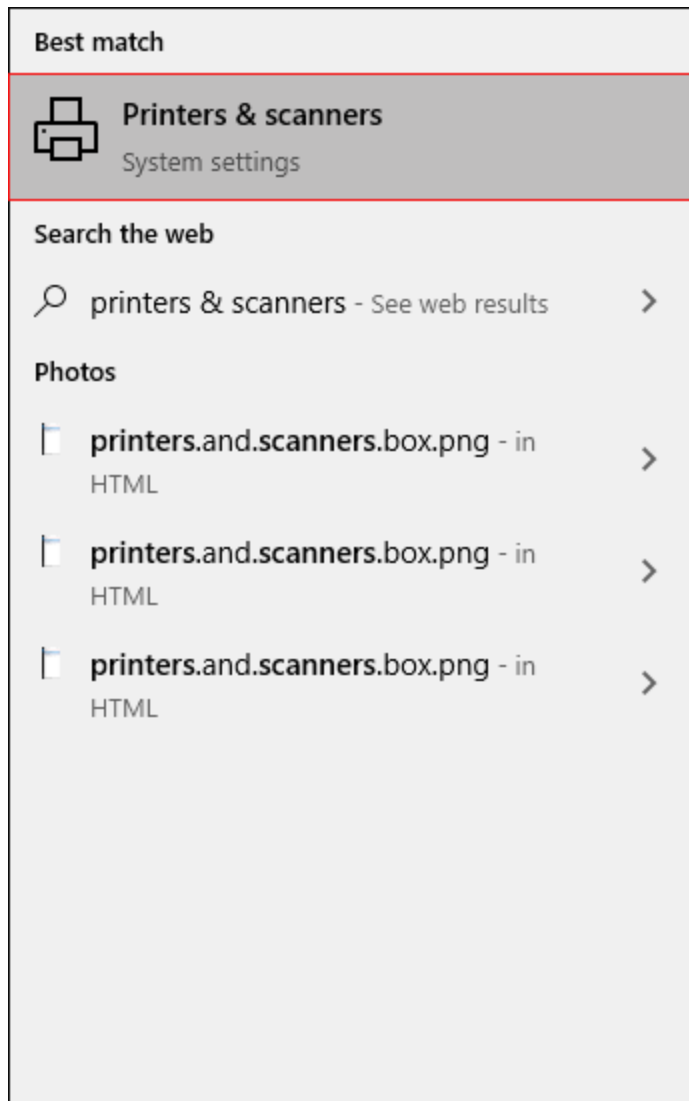 Best match
Printers & scanners
System settings
Search the web
printers & scanners - See web results
Photos
printers.and.scanners.box.png - in
HTML
printers.and.scanners.box.png - in
HTML
printers.and.scanners.box.png - in
HTML